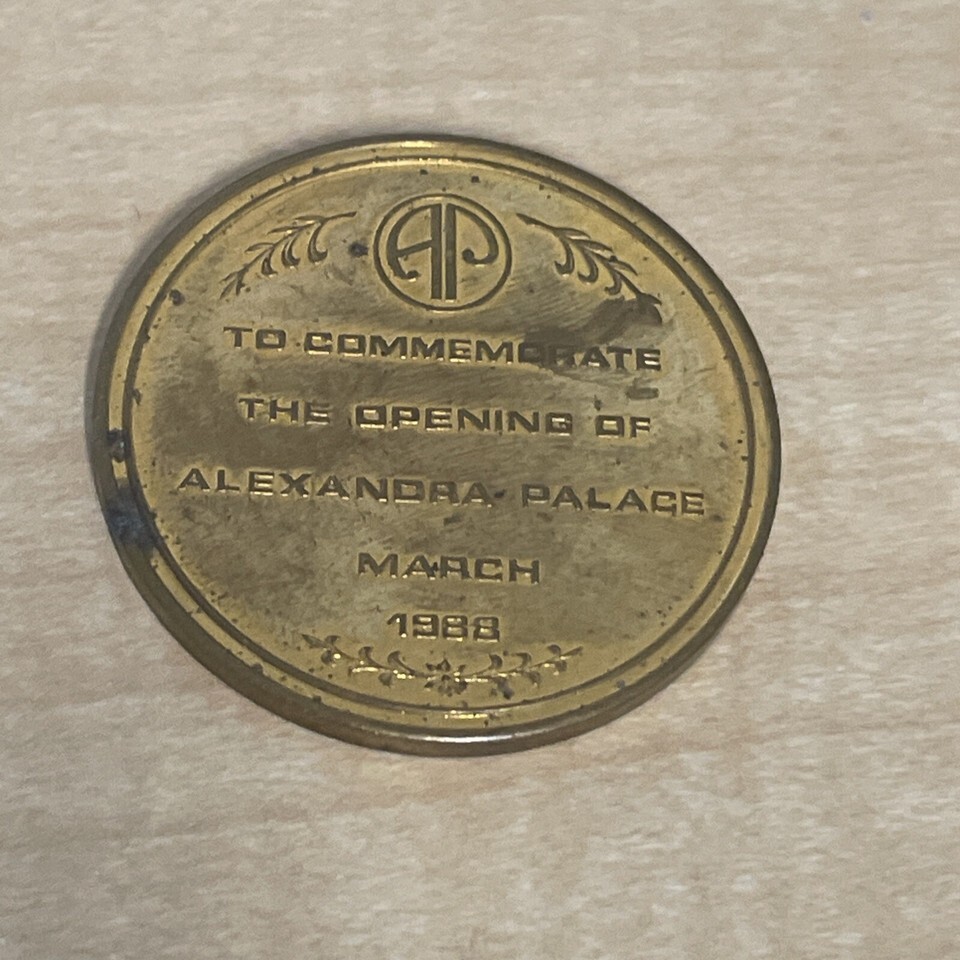 AP
TO COMMEMORATE
THE OPENING OF
ALEXANDRA PALACE
MARCH
1988